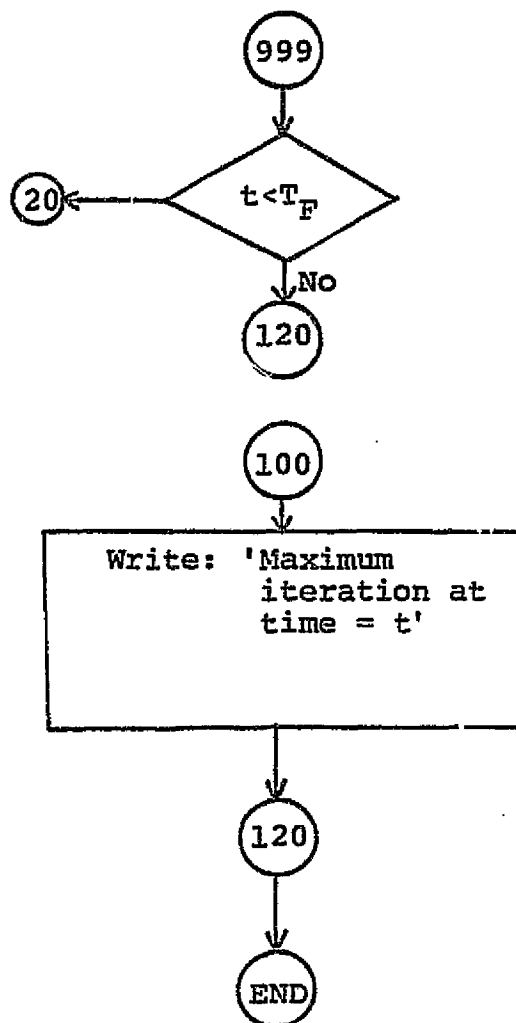 999
20
t<T_F
No
120
100
Write: 'Maximum
iteration at
time = t'
120
END